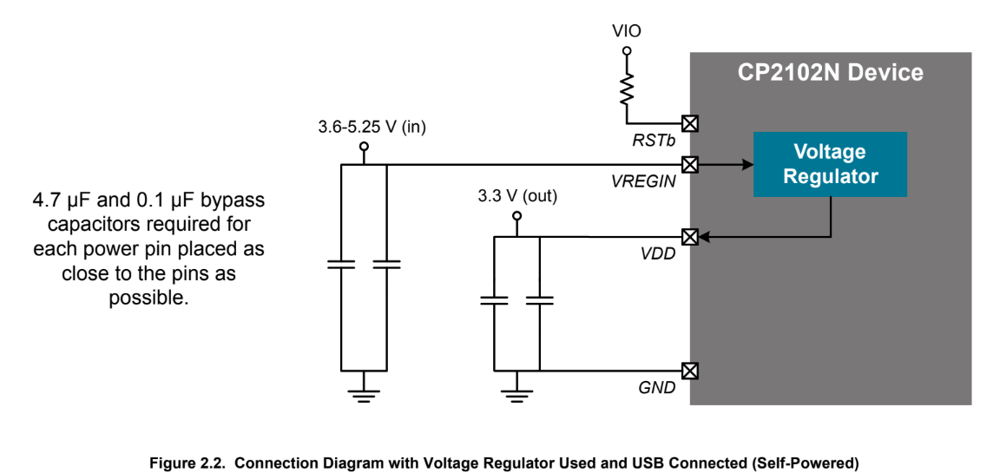 VIO
CP2102N Device
3.6-5.25 V (in)
RSTb
Voltage
Regulator
VREGIN
4.7 µF and 0.1 µF bypass
capacitors required for
each power pin placed as
close to the pins as
possible.
3.3 V (out)
VDD
GND
Figure 2.2. Connection Diagram with Voltage Regulator Used and USB Connected (Self-Powered)